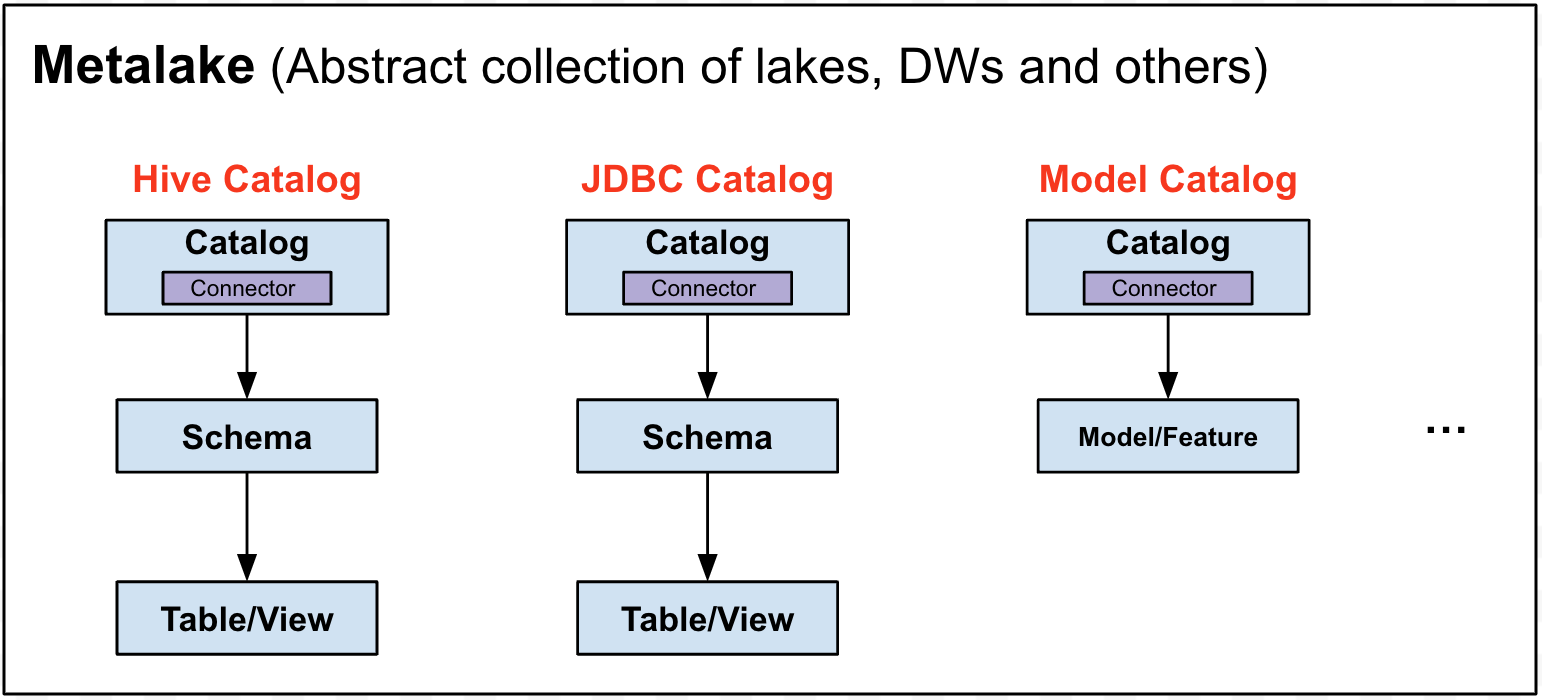 Metalake (Abstract collection of lakes, DWs and others)
Hive Catalog
Catalog
Connector
Schema
Table/View
JDBC Catalog
Catalog
Connector
Schema
Table/View
Model Catalog
Catalog
Connector
Model/Feature
...